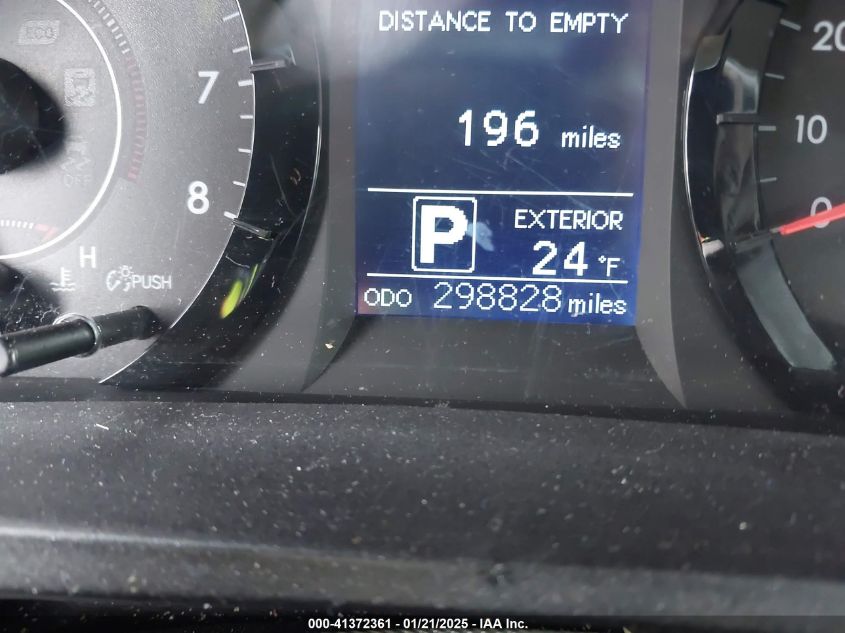 ECO
7
8
H
PUSH
DISTANCE TO EMPTY
196 miles
P
EXTERIOR
24 °F
ODO 298828 miles
20
10
0
000-41372361 - 01/21/2025 - IAA Inc.